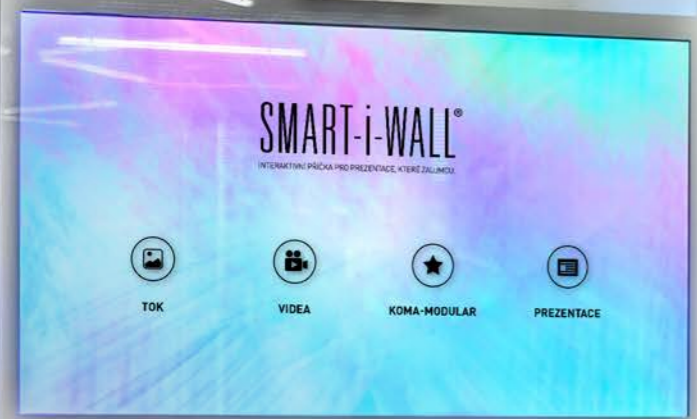 SMART-i-WALL®
INTERAKTIVNÍ PŘÍČKA PRO PREZENTACE, KTERÉ ZAUJMOU.
TOK
VIDEA
KOMA-MODULAR
PREZENTACE